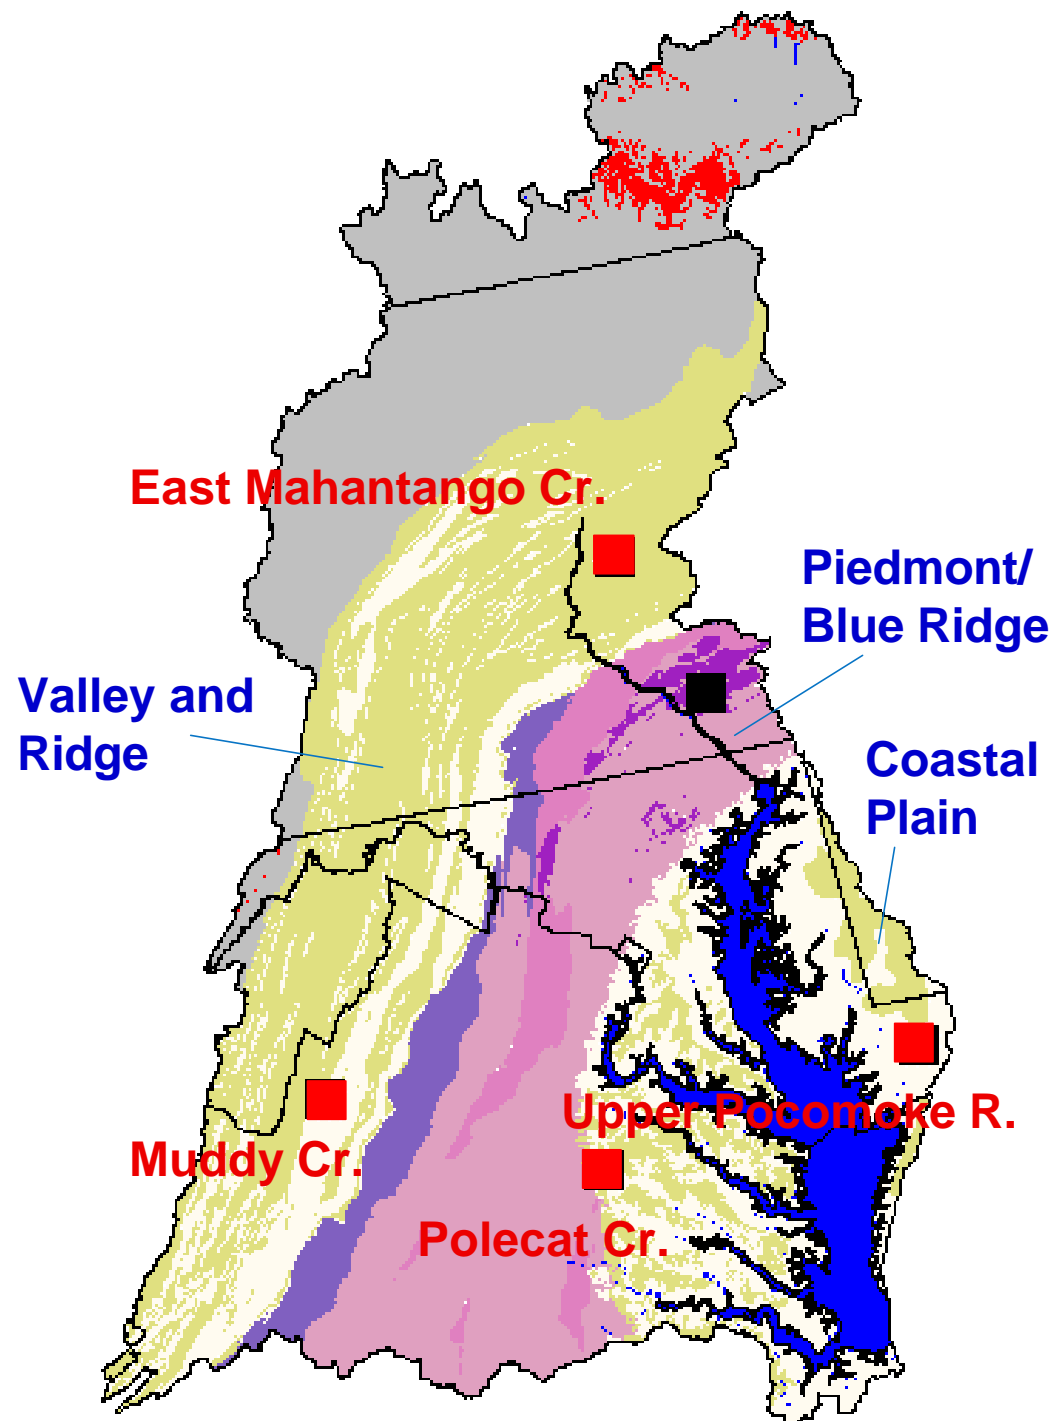 East Mahantango Cr.
Piedmont/
Blue Ridge
Valley and
Ridge
Coastal
Plain
Upper Pocomoke R.
Muddy Cr.
Polecat Cr.